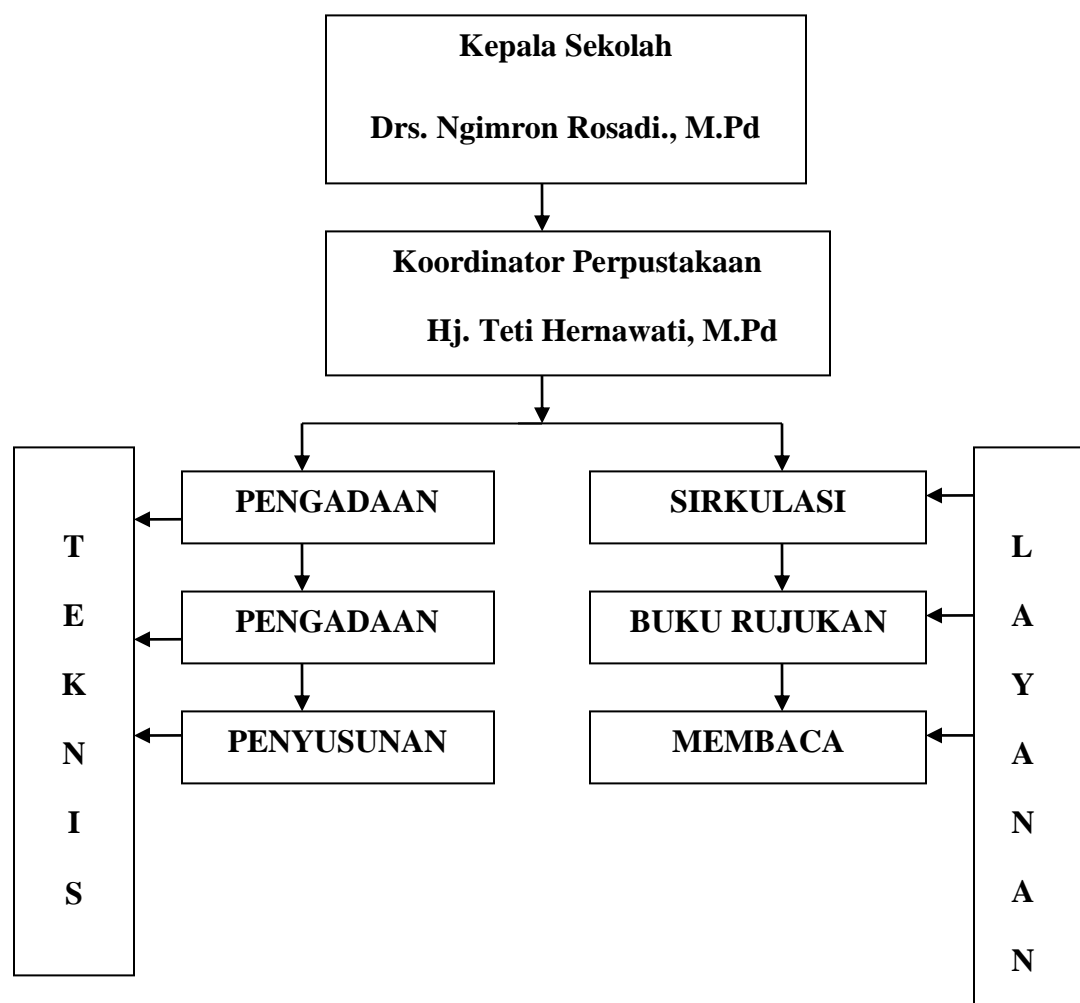 Kepala Sekolah
Drs. Ngimron Rosadi., M.Pd
Koordinator Perpustakaan
Hj. Teti Hernawati, M.Pd
PENGADAAN
PENGADAAN
PENYUSUNAN
SIRKULASI
BUKU RUJUKAN
MEMBACA
T
E
K
N
I
S
L
A
Y
A
N
A
N